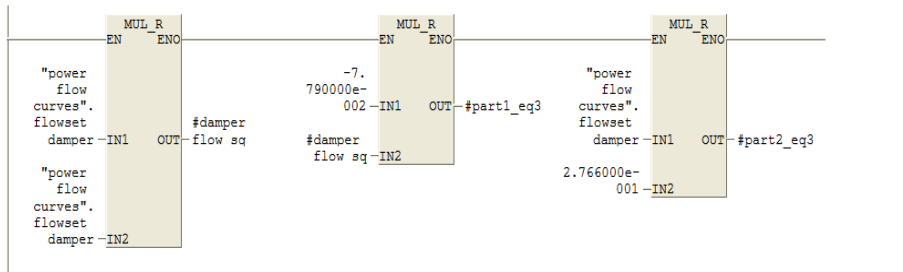 MUL_R
EN ENO
"power
flow
curves".
flowset
damper IN1 OUT
#damper
flow sq
"power
flow
curves".
flowset
damper IN2
MUL_R
EN ENO
-7.
790000e-
002 IN1 OUT #part1_eq3
#damper
flow sq IN2
MUL_R
EN ENO
"power
flow
curves".
flowset
damper IN1 OUT #part2_eq3
2.766000e-
001 IN2